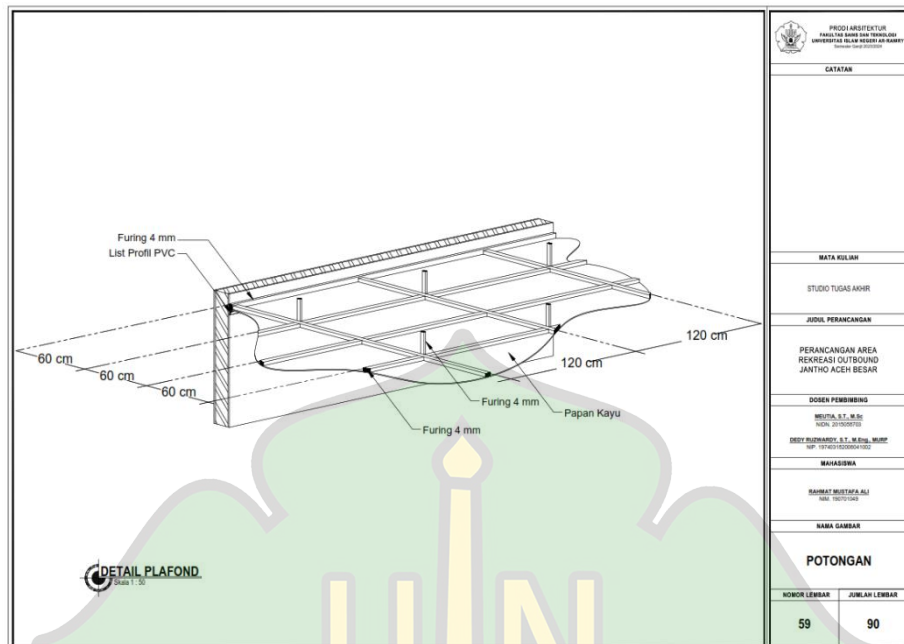 Furing 4 mm
List Profil PVC
60 cm
60 cm
60 cm
120 cm
120 cm
Furing 4 mm
Papan Kayu
Furing 4 mm
DETAIL PLAFOND
Skala 1 : 50
UIN
PRODI ARSITEKTUR
FAKULTAS SAINS DAN TEKNOLOGI
UNIVERSITAS ISLAM NEGERI AR-RANIRY
CATATAN
MATA KULIAH
STUDIO TUGAS AKHIR
JUDUL PERANCANGAN
PERANCANGAN AREA
REKREASI OUTBOUND
JANTHO ACEH BESAR
DOSEN PEMBIMBING
MEUTIA, S.T., M.Sc
NIDN.
DEDY RUZWARDY, S.T., M.Eng., MURP
NIP.
MAHASISWA
RAHMAT MUSTAFA ALI
NIM.
NAMA GAMBAR
POTONGAN
NOMOR LEMBAR JUMLAH LEMBAR
59 90